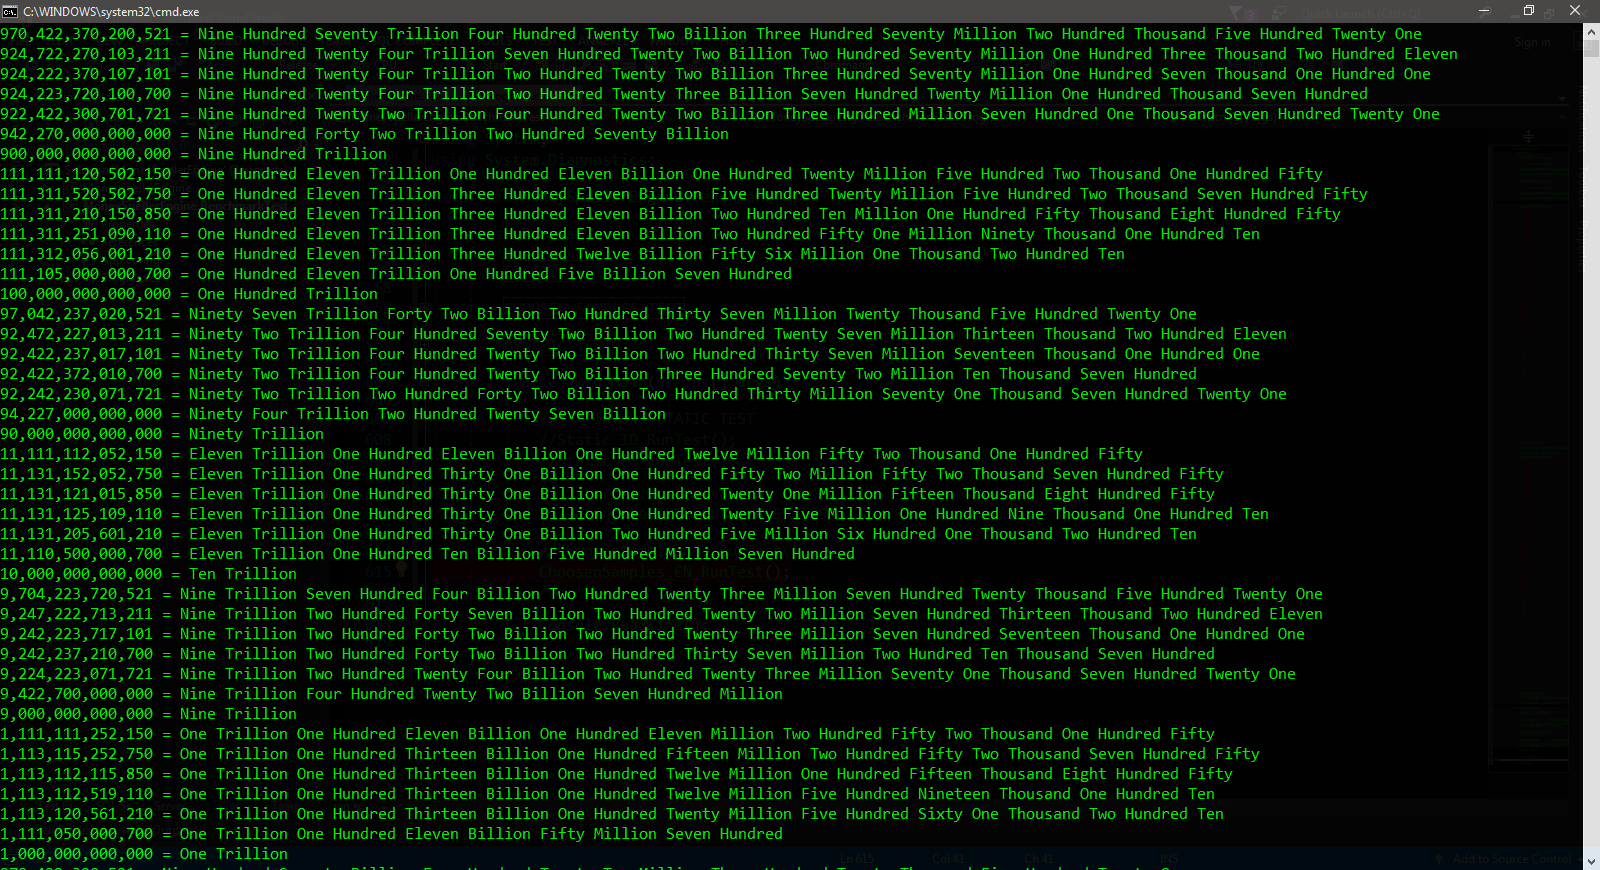 C:\WINDOWS\system32\cmd.exe
970,422,370,200,521 = Nine Hundred Seventy Trillion Four Hundred Twenty Two Billion Three Hundred Seventy Million Two Hundred Thousand Five Hundred Twenty One
924,722,270,103,211 = Nine Hundred Twenty Four Trillion Seven Hundred Twenty Two Billion Two Hundred Seventy Million One Hundred Three Thousand Two Hundred Eleven
924,222,370,107,101 = Nine Hundred Twenty Four Trillion Two Hundred Twenty Two Billion Three Hundred Seventy Million One Hundred Seven Thousand One Hundred One
924,223,720,100,700 = Nine Hundred Twenty Four Trillion Two Hundred Twenty Three Billion Seven Hundred Twenty Million One Hundred Thousand Seven Hundred
922,422,300,701,721 = Nine Hundred Twenty Two Trillion Four Hundred Twenty Two Billion Three Hundred Million Seven Hundred One Thousand Seven Hundred Twenty One
942,270,000,000,000 = Nine Hundred Forty Two Trillion Two Hundred Seventy Billion
900,000,000,000,000 = Nine Hundred Trillion
111,111,120,502,150 = One Hundred Eleven Trillion One Hundred Eleven Billion One Hundred Twenty Million Five Hundred Two Thousand One Hundred Fifty
111,311,520,502,750 = One Hundred Eleven Trillion Three Hundred Eleven Billion Five Hundred Twenty Million Five Hundred Two Thousand Seven Hundred Fifty
111,311,210,150,850 = One Hundred Eleven Trillion Three Hundred Eleven Billion Two Hundred Ten Million One Hundred Fifty Thousand Eight Hundred Fifty
111,311,251,090,110 = One Hundred Eleven Trillion Three Hundred Eleven Billion Two Hundred Fifty One Million Ninety Thousand One Hundred Ten
111,312,056,001,210 = One Hundred Eleven Trillion Three Hundred Twelve Billion Fifty Six Million One Thousand Two Hundred Ten
111,105,000,000,700 = One Hundred Eleven Trillion One Hundred Five Billion Seven Hundred
100,000,000,000,000 = One Hundred Trillion
97,042,237,020,521 = Ninety Seven Trillion Forty Two Billion Two Hundred Thirty Seven Million Twenty Thousand Five Hundred Twenty One
92,472,227,013,211 = Ninety Two Trillion Four Hundred Seventy Two Billion Two Hundred Twenty Seven Million Thirteen Thousand Two Hundred Eleven
92,422,237,017,101 = Ninety Two Trillion Four Hundred Twenty Two Billion Two Hundred Thirty Seven Million Seventeen Thousand One Hundred One
92,422,372,010,700 = Ninety Two Trillion Four Hundred Twenty Two Billion Three Hundred Seventy Two Million Ten Thousand Seven Hundred
92,242,230,071,721 = Ninety Two Trillion Two Hundred Forty Two Billion Two Hundred Thirty Million Seventy One Thousand Seven Hundred Twenty One
94,227,000,000,000 = Ninety Four Trillion Two Hundred Twenty Seven Billion
90,000,000,000,000 = Ninety Trillion
11,111,112,052,150 = Eleven Trillion One Hundred Eleven Billion One Hundred Twelve Million Fifty Two Thousand One Hundred Fifty
11,131,152,052,750 = Eleven Trillion One Hundred Thirty One Billion One Hundred Fifty Two Million Fifty Two Thousand Seven Hundred Fifty
11,131,121,015,850 = Eleven Trillion One Hundred Thirty One Billion One Hundred Twenty One Million Fifteen Thousand Eight Hundred Fifty
11,131,125,109,110 = Eleven Trillion One Hundred Thirty One Billion One Hundred Twenty Five Million One Hundred Nine Thousand One Hundred Ten
11,131,205,601,210 = Eleven Trillion One Hundred Thirty One Billion Two Hundred Five Million Six Hundred One Thousand Two Hundred Ten
11,110,500,000,700 = Eleven Trillion One Hundred Ten Billion Five Hundred Million Seven Hundred
10,000,000,000,000 = Ten Trillion
9,704,223,720,521 = Nine Trillion Seven Hundred Four Billion Two Hundred Twenty Three Million Seven Hundred Twenty Thousand Five Hundred Twenty One
9,247,222,713,211 = Nine Trillion Two Hundred Forty Seven Billion Two Hundred Twenty Two Million Seven Hundred Thirteen Thousand Two Hundred Eleven
9,242,223,717,101 = Nine Trillion Two Hundred Forty Two Billion Two Hundred Twenty Three Million Seven Hundred Seventeen Thousand One Hundred One
9,242,237,210,700 = Nine Trillion Two Hundred Forty Two Billion Two Hundred Thirty Seven Million Two Hundred Ten Thousand Seven Hundred
9,224,223,071,721 = Nine Trillion Two Hundred Twenty Four Billion Two Hundred Twenty Three Million Seventy One Thousand Seven Hundred Twenty One
9,422,700,000,000 = Nine Trillion Four Hundred Twenty Two Billion Seven Hundred Million
9,000,000,000,000 = Nine Trillion
1,111,111,252,150 = One Trillion One Hundred Eleven Billion One Hundred Eleven Million Two Hundred Fifty Two Thousand One Hundred Fifty
1,113,115,252,750 = One Trillion One Hundred Thirteen Billion One Hundred Fifteen Million Two Hundred Fifty Two Thousand Seven Hundred Fifty
1,113,112,115,850 = One Trillion One Hundred Thirteen Billion One Hundred Twelve Million One Hundred Fifteen Thousand Eight Hundred Fifty
1,113,112,519,110 = One Trillion One Hundred Thirteen Billion One Hundred Twelve Million Five Hundred Nineteen Thousand One Hundred Ten
1,113,120,561,210 = One Trillion One Hundred Thirteen Billion One Hundred Twenty Million Five Hundred Sixty One Thousand Two Hundred Ten
1,111,050,000,700 = One Trillion One Hundred Eleven Billion Fifty Million Seven Hundred
1,000,000,000,000 = One Trillion